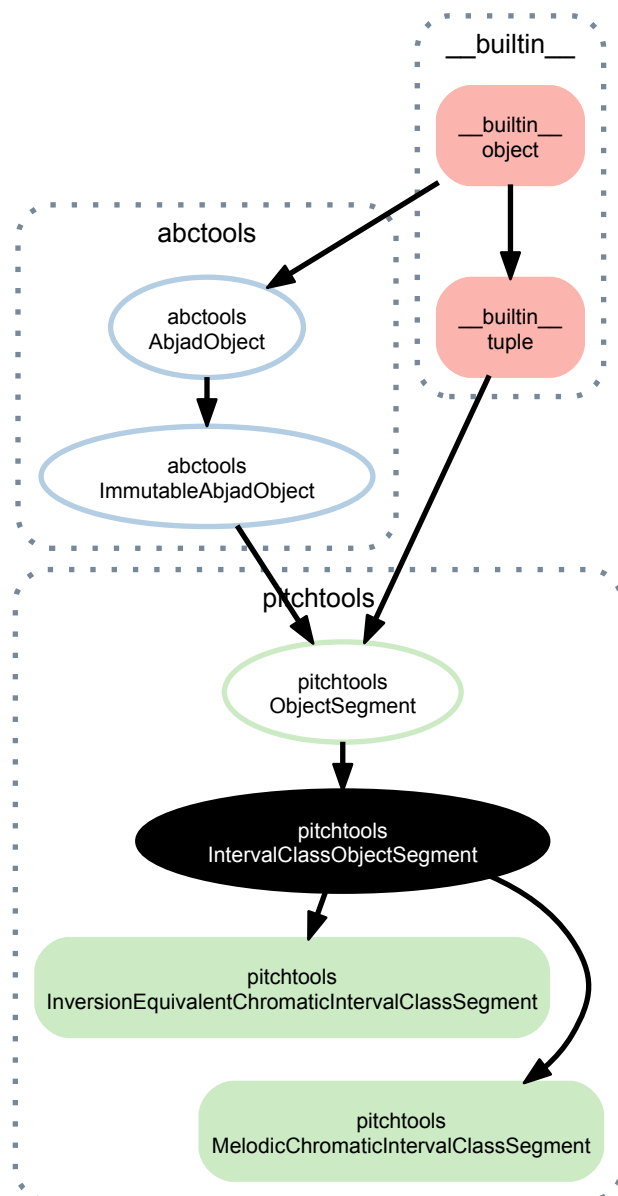 __builtin__
__builtin__
object
abctools
abctools
AbjadObject
__builtin__
tuple
abctools
ImmutableAbjadObject
pitchtools
pitchtools
ObjectSegment
pitchtools
IntervalClassObjectSegment
pitchtools
InversionEquivalentChromaticIntervalClassSegment
pitchtools
MelodicChromaticIntervalClassSegment